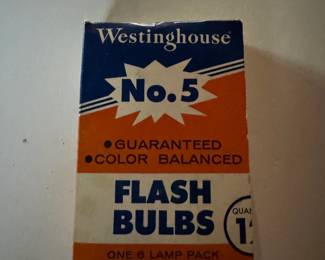 Westinghouse
No.5
•GUARANTEED
•COLOR BALANCED
FLASH
BULBS
ONE 6 LAMP PACK